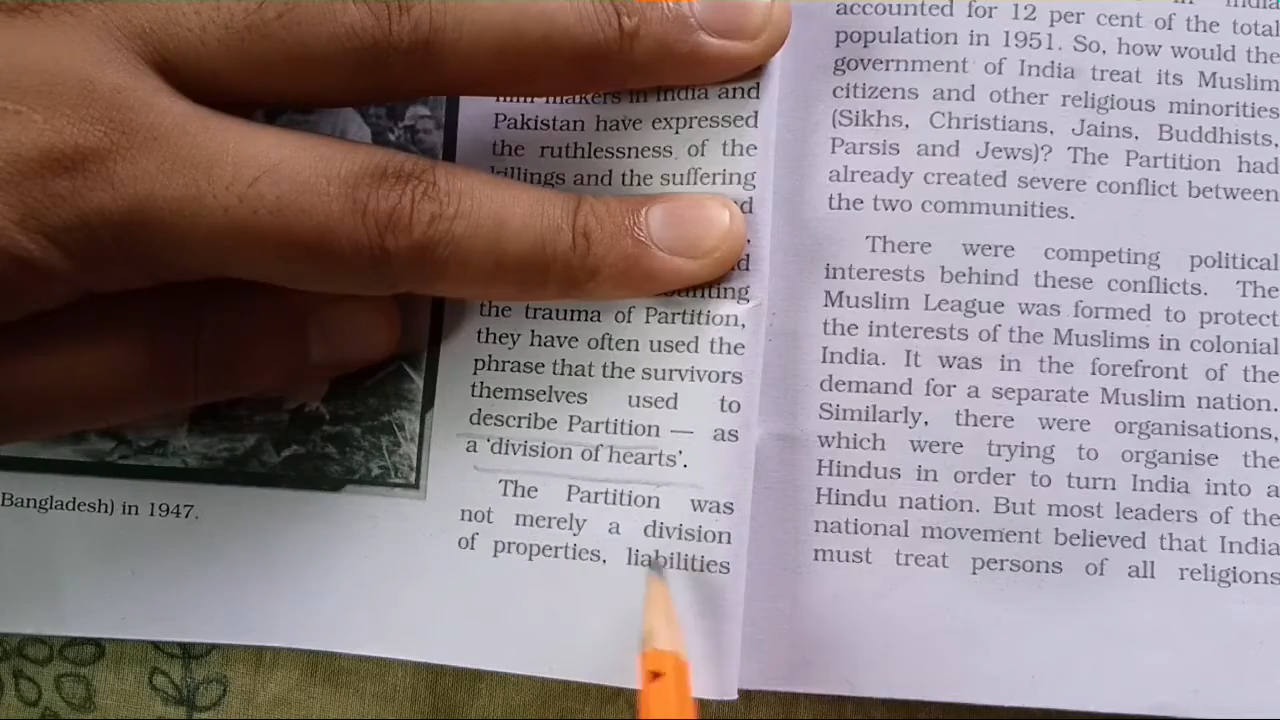 makers in India and
Pakistan have expressed
the ruthlessness of the
killings and the suffering
the trauma of Partition,
they have often used the
phrase that the survivors
themselves used to
describe Partition — as
a 'division of hearts'.
The Partition was
not merely a division
of properties, liabilities
Bangladesh) in 1947.
accounted for 12 per cent of the total
population in 1951. So, how would the
government of India treat its Muslim
citizens and other religious minorities
(Sikhs, Christians, Jains, Buddhists,
Parsis and Jews)? The Partition had
already created severe conflict between
the two communities.
There were competing political
interests behind these conflicts. The
Muslim League was formed to protect
the interests of the Muslims in colonial
India. It was in the forefront of the
demand for a separate Muslim nation.
Similarly, there were organisations,
which were trying to organise the
Hindus in order to turn India into a
Hindu nation. But most leaders of the
national movement believed that India
must treat persons of all religions